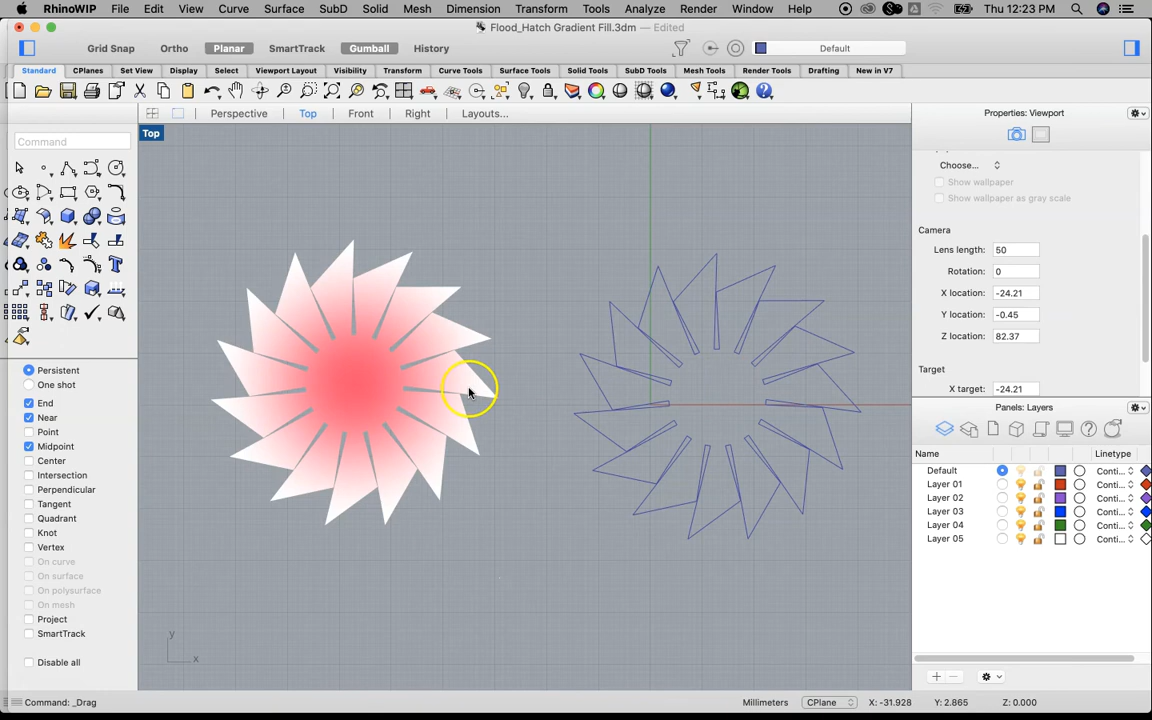 RhinoWIP File Edit View Curve Surface SubD Solid Mesh Dimension Transform Tools Analyze Render Window Help Thu 12:23 PM
Flood_Hatch Gradient Fill.3dm — Edited
Grid Snap Ortho Planar SmartTrack Gumball History Default
Standard CPlanes Set View Display Select Viewport Layout Visibility Transform Curve Tools Surface Tools Solid Tools SubD Tools Mesh Tools Render Tools Drafting New in V7
Perspective Top Front Right Layouts...
Properties: Viewport
Top
Command
Choose...
Show wallpaper
Show wallpaper as gray scale
Camera
Lens length: 50
Rotation: 0
X location: -24.21
Y location: -0.45
Z location: 82.37
Target
X target: -24.21
Panels: Layers
Name Linetype
Default Conti...
Layer 01 Conti...
Layer 02 Conti...
Layer 03 Conti...
Layer 04 Conti...
Layer 05 Conti...
Persistent
One shot
End
Near
Point
Midpoint
Center
Intersection
Perpendicular
Tangent
Quadrant
Knot
Vertex
On curve
On surface
On polysurface
On mesh
Project
SmartTrack
Disable all
y
x
Command: _Drag Millimeters CPlane X: -31.928 Y: 2.865 Z: 0.000